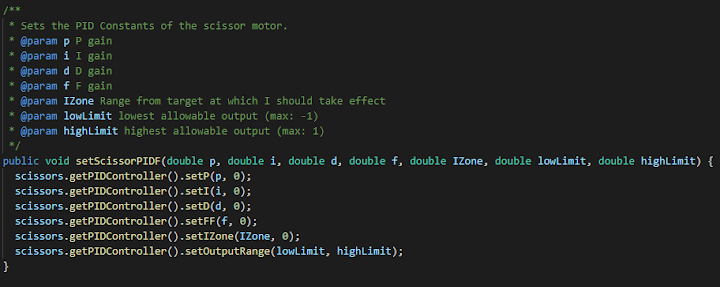 /**
 * Sets the PID Constants of the scissor motor.
 * @param p P gain
 * @param i I gain
 * @param d D gain
 * @param f F gain
 * @param IZone Range from target at which I should take effect
 * @param lowLimit lowest allowable output (max: -1)
 * @param highLimit highest allowable output (max: 1)
 */
public void setScissorPIDF(double p, double i, double d, double f, double IZone, double lowLimit, double highLimit) {
  scissors.getPIDController().setP(p, 0);
  scissors.getPIDController().setI(i, 0);
  scissors.getPIDController().setD(d, 0);
  scissors.getPIDController().setFF(f, 0);
  scissors.getPIDController().setIZone(IZone, 0);
  scissors.getPIDController().setOutputRange(lowLimit, highLimit);
}